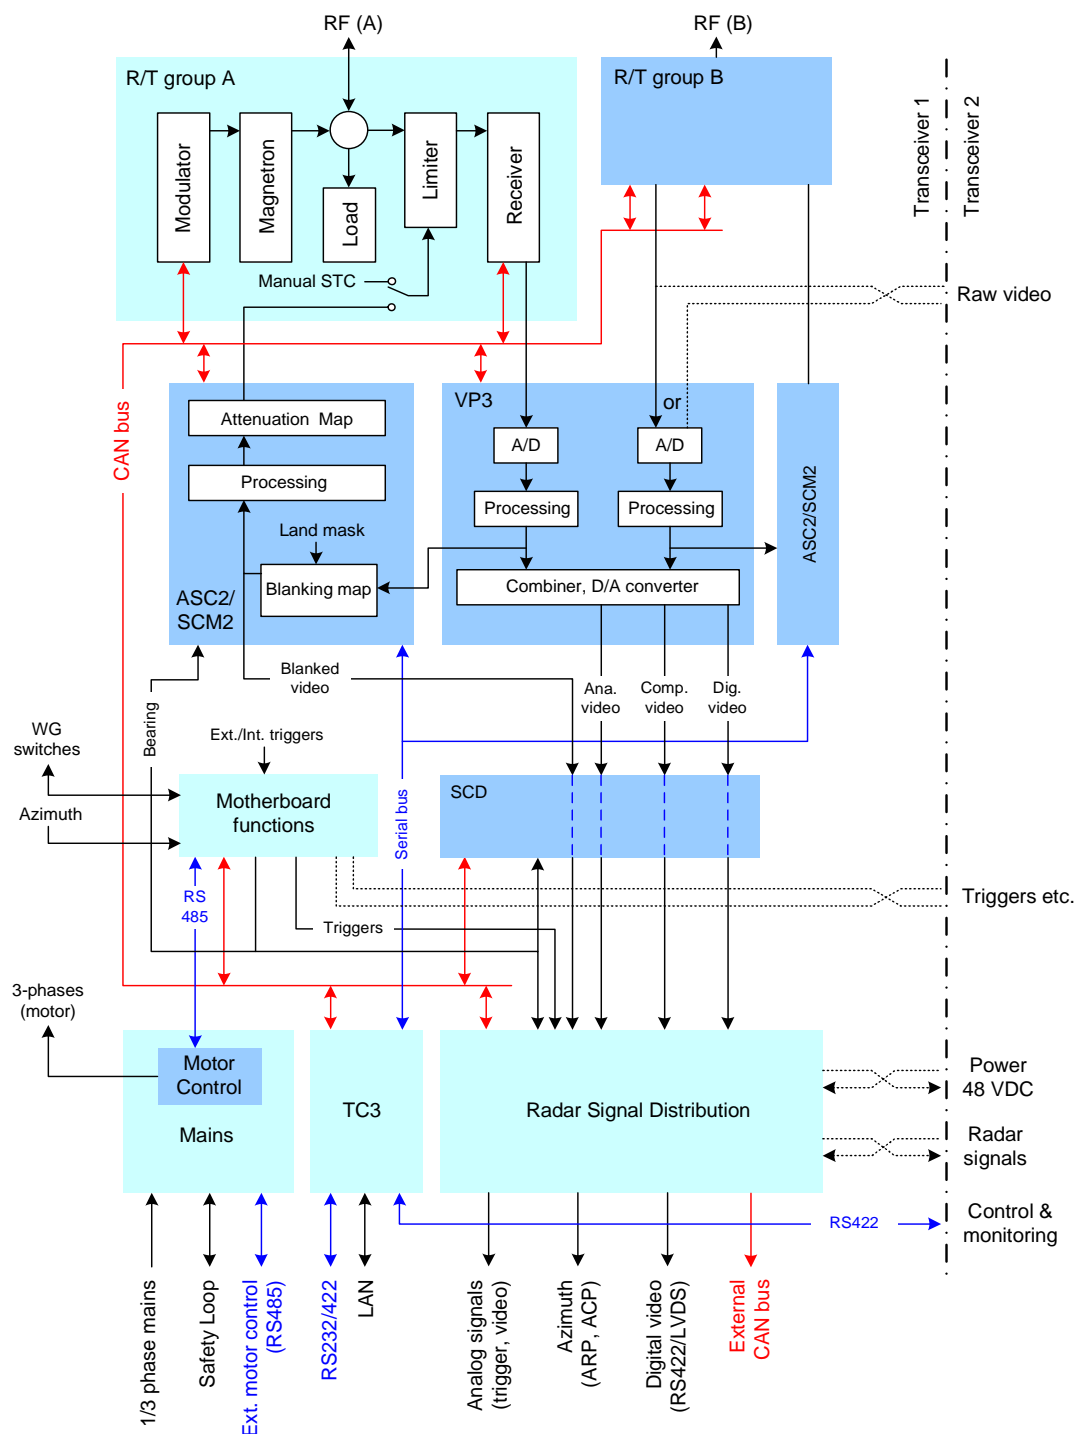 RF (A)
RF (B)
R/T group A
R/T group B
Transceiver 1
Transceiver 2
Modulator
Magnetron
Load
Limiter
Receiver
Manual STC
Raw video
CAN bus
VP3
or
Attenuation Map
A/D
A/D
Processing
Processing
Processing
ASC2/SCM2
Land mask
Blanking map
Combiner, D/A converter
ASC2/
SCM2
Blanked
video
Ana.
video
Comp.
video
Dig.
video
Bearing
WG
switches
Ext./Int. triggers
Azimuth
Motherboard
functions
Serial bus
SCD
RS
485
Triggers
Triggers etc.
3-phases
(motor)
Motor
Control
Mains
TC3
Radar Signal Distribution
Power
48 VDC
Radar
signals
RS422
Control &
monitoring
1/3 phase mains
Safety Loop
Ext. motor control
(RS485)
RS232/422
LAN
Analog signals
(trigger, video)
Azimuth
(ARP, ACP)
Digital video
(RS422/LVDS)
External
CAN bus